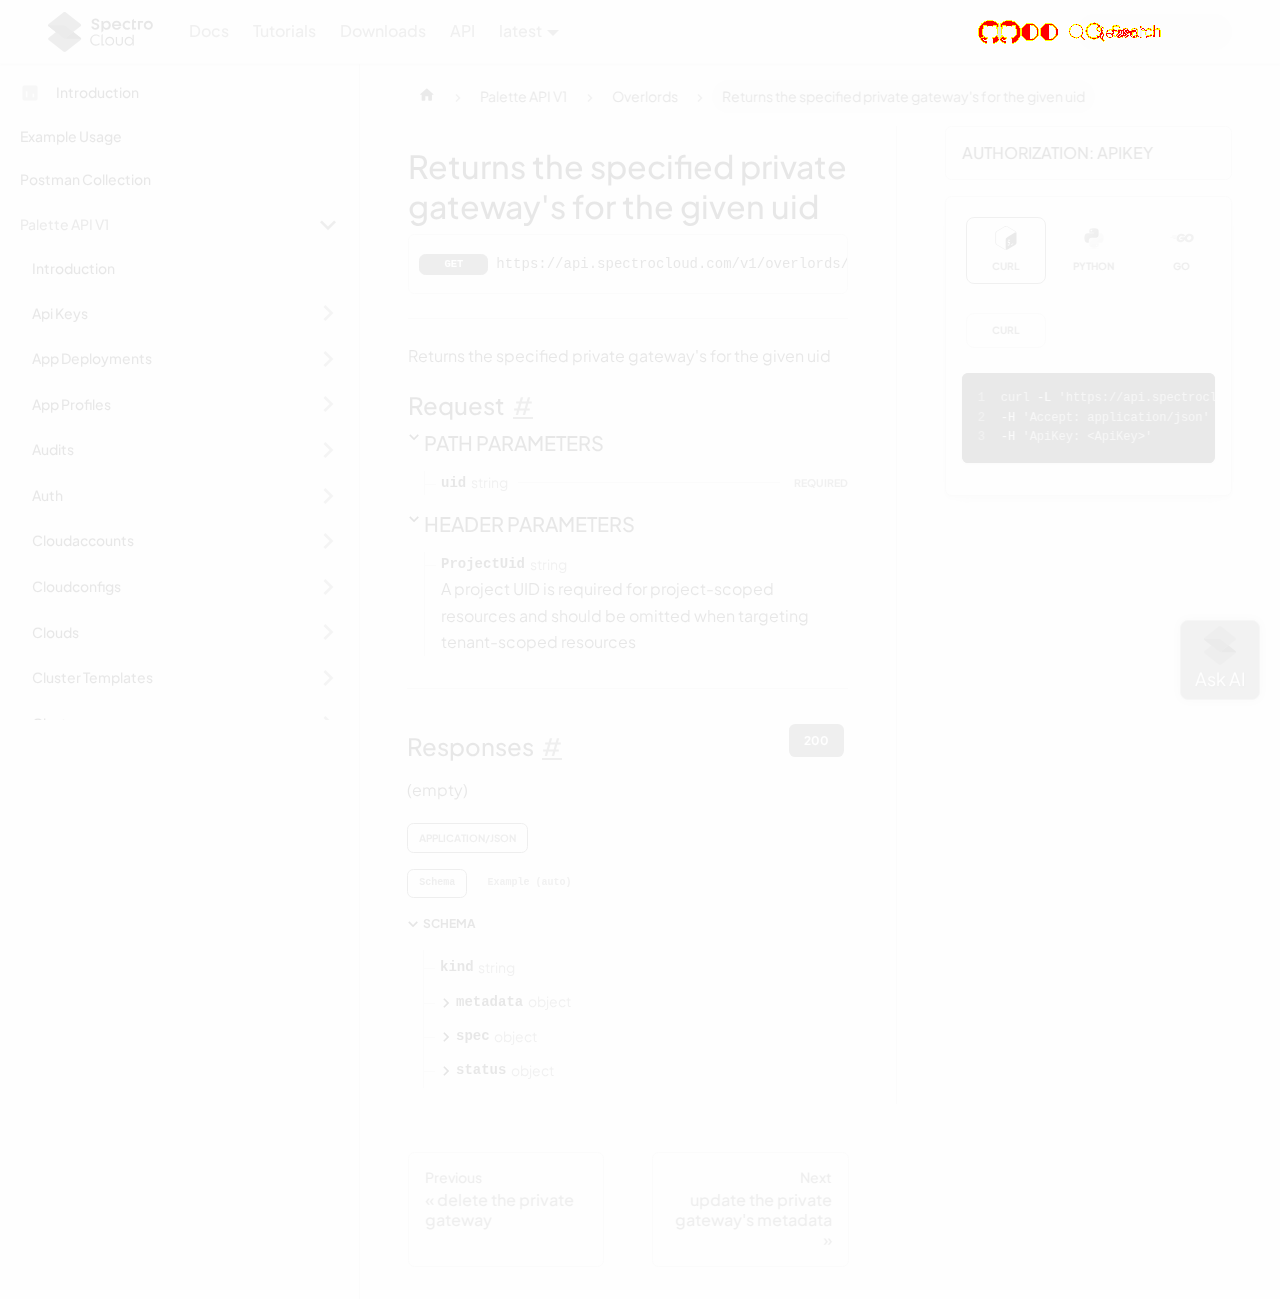 Spectro Cloud
Docs
Tutorials
Downloads
API
latest
Introduction
Example Usage
Postman Collection
Palette API V1
Introduction
Api Keys
App Deployments
App Profiles
Audits
Auth
Cloudaccounts
Cloudconfigs
Clouds
Cluster Templates
Palette API V1
Overlords
Returns the specified private gateway's for the given uid
Returns the specified private
gateway's for the given uid
GET https://api.spectrocloud.com/v1/overlords/
Returns the specified private gateway's for the given uid
Request #
PATH PARAMETERS
uid string REQUIRED
HEADER PARAMETERS
ProjectUid string
A project UID is required for project-scoped
resources and should be omitted when targeting
tenant-scoped resources
Responses #
200
(empty)
APPLICATION/JSON
Schema Example (auto)
SCHEMA
kind string
metadata object
spec object
status object
Previous
« delete the private
gateway
Next
update the private
gateway's metadata
»
AUTHORIZATION: APIKEY
CURL PYTHON GO
CURL
1 curl -L 'https://api.spectrocl
2 -H 'Accept: application/json'
3 -H 'ApiKey: <ApiKey>'
Ask AI